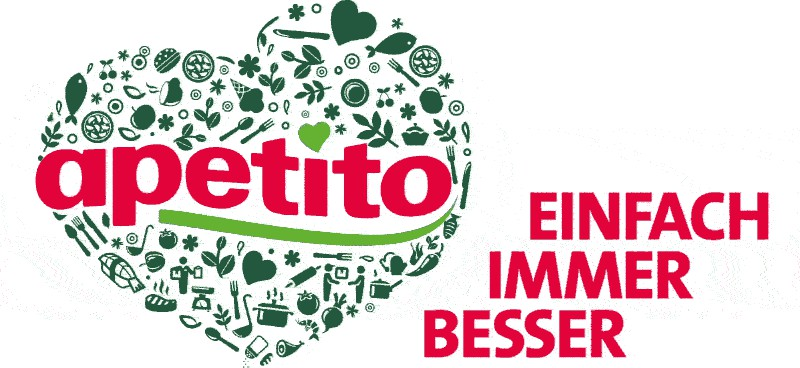 apetito
EINFACH
IMMER
BESSER